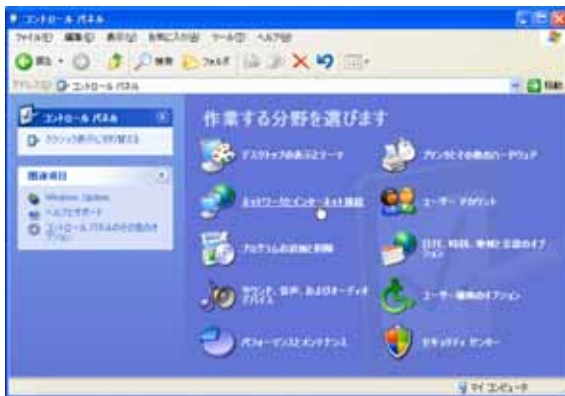 コントロール パネル
ファイル(F) 編集(E) 表示(V) お気に入り(A) ツール(T) ヘルプ(H)
戻る 検索 フォルダ
アドレス(D) コントロール パネル 移動
コントロール パネル
クラシック表示に切り替える
関連項目
Windows Update
ヘルプとサポート
コントロール パネルのその他のオプション
作業する分野を選びます
デスクトップの表示とテーマ
プリンタとその他のハードウェア
ネットワークとインターネット接続
ユーザー アカウント
プログラムの追加と削除
日付、時刻、地域と言語のオプション
サウンド、音声、およびオーディオ デバイス
ユーザー補助のオプション
パフォーマンスとメンテナンス
セキュリティ センター
マイ コンピュータ